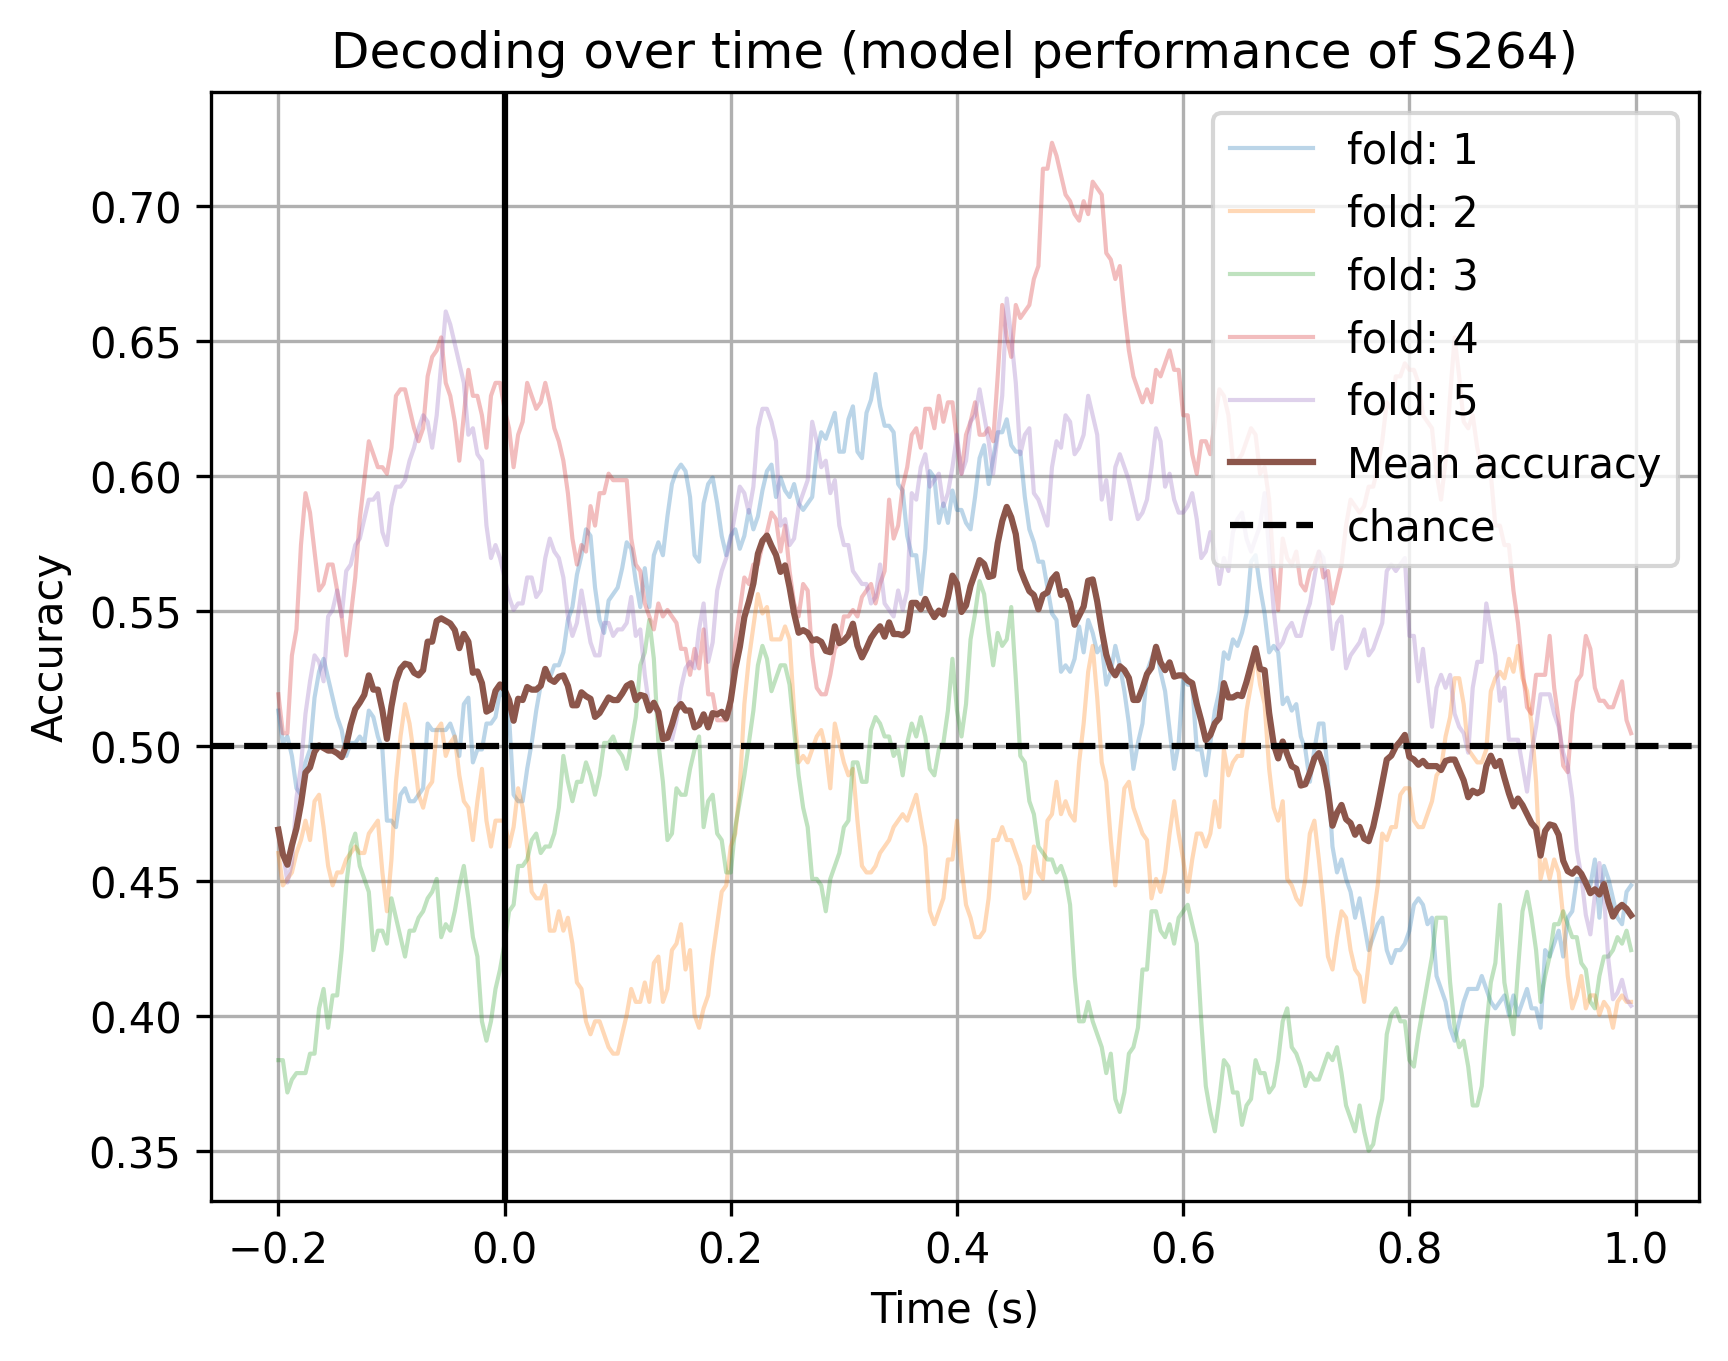 Decoding over time (model performance of S264)
fold: 1
fold: 2
fold: 3
fold: 4
fold: 5
Mean accuracy
chance
Accuracy
0.70
0.65
0.60
0.55
0.50
0.45
0.40
0.35
−0.2 0.0 0.2 0.4 0.6 0.8 1.0
Time (s)